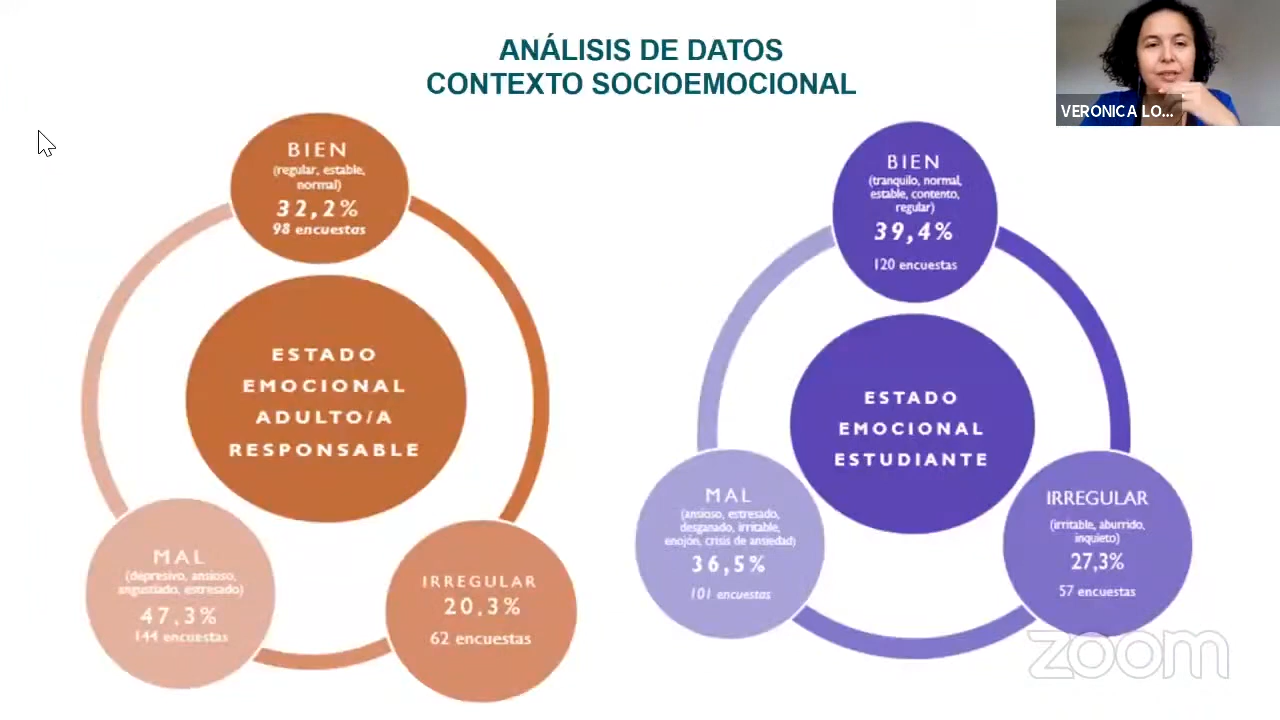 ANÁLISIS DE DATOS
CONTEXTO SOCIOEMOCIONAL
VERONICA LO...
BIEN
(regular, estable,
normal)
32,2%
98 encuestas
ESTADO
EMOCIONAL
ADULTO/A
RESPONSABLE
MAL
(depresivo, ansioso,
angustiado, estresado)
47,3%
144 encuestas
IRREGULAR
20,3%
62 encuestas
BIEN
(tranquilo, normal,
estable, contento,
regular)
39,4%
120 encuestas
ESTADO
EMOCIONAL
ESTUDIANTE
MAL
(ansioso, estresado,
desganado, irritable,
enojón, crisis de ansiedad)
36,5%
101 encuestas
IRREGULAR
(irritable, aburrido,
inquieto)
27,3%
57 encuestas
zoom